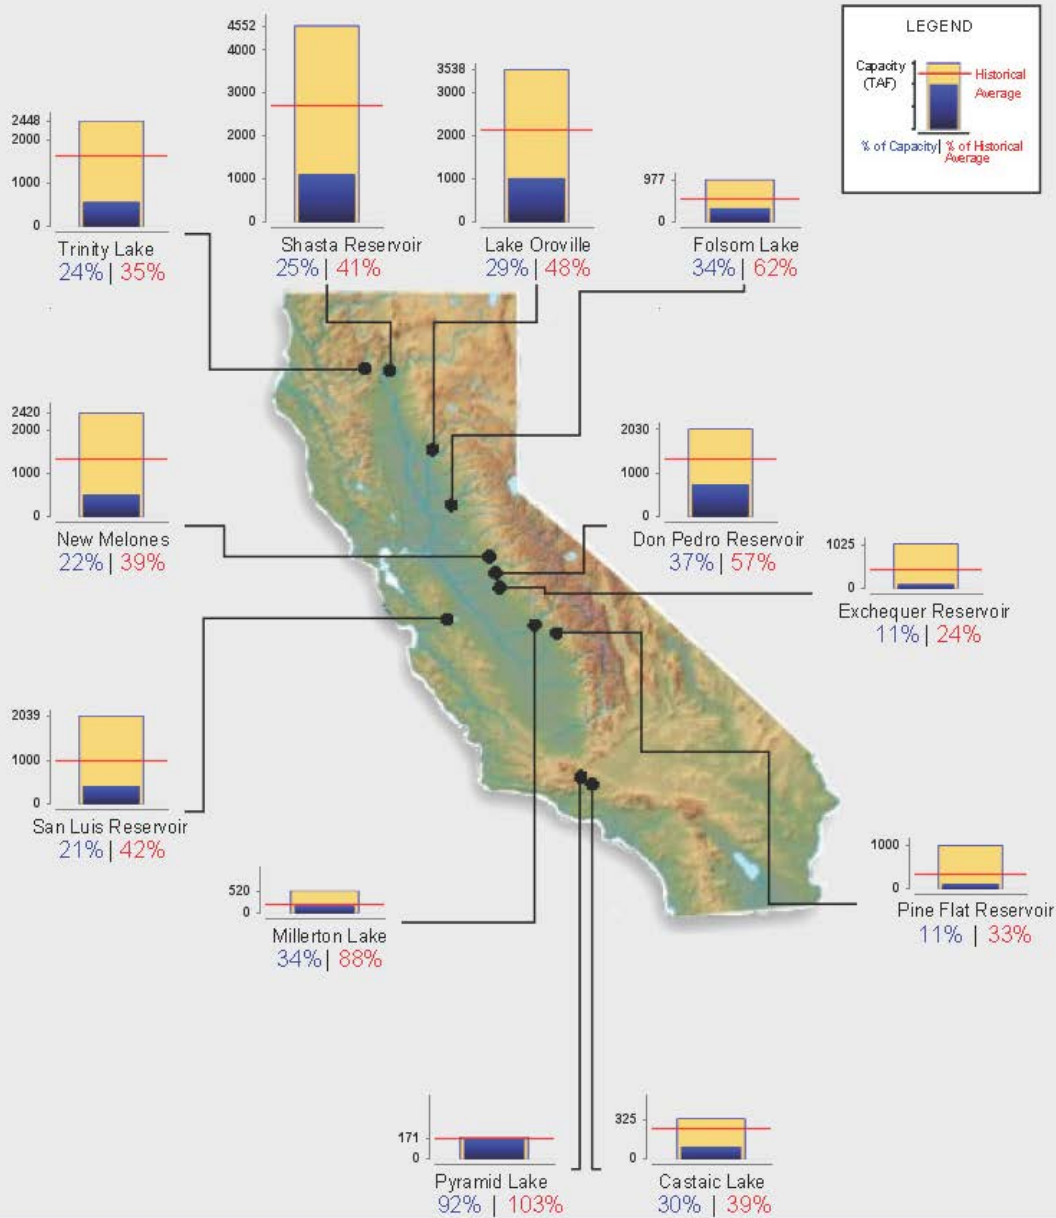 4552
4000
3000
2000
1000
0
Shasta Reservoir
25% | 41%
3538
3000
2000
1000
0
Lake Oroville
29% | 48%
LEGEND
Capacity
(TAF)
Historical
Average
% of Capacity | % of Historical
Average
2448
2000
1000
0
Trinity Lake
24% | 35%
977
0
Folsom Lake
34% | 62%
2420
2000
1000
0
New Melones
22% | 39%
2030
1000
0
Don Pedro Reservoir
37% | 57%
1025
0
Exchequer Reservoir
11% | 24%
2039
1000
0
San Luis Reservoir
21% | 42%
520
0
Millerton Lake
34% | 88%
1000
0
Pine Flat Reservoir
11% | 33%
171
0
Pyramid Lake
92% | 103%
325
0
Castaic Lake
30% | 39%